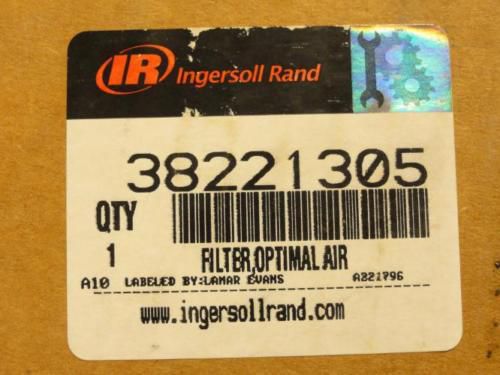 IR Ingersoll Rand
38221305
QTY
1 FILTER,OPTIMAL AIR
A10 LABELED BY:LAMAR EVANS A221796
www.ingersollrand.com